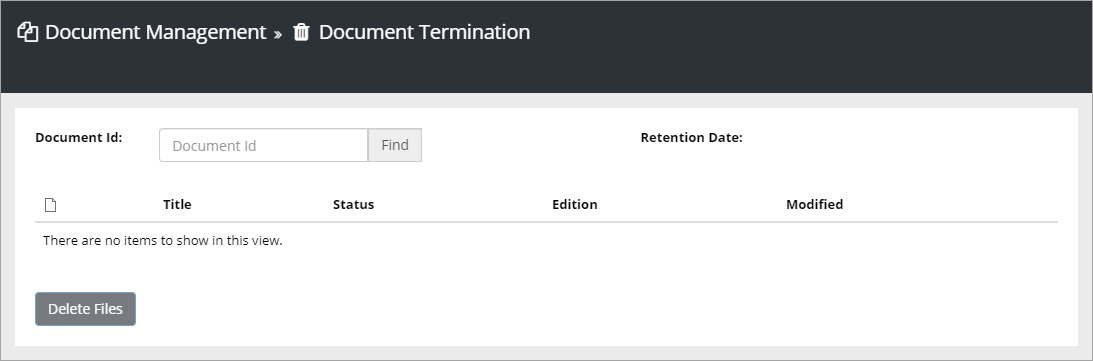 Document Management » Document Termination
Document Id: Document Id Find Retention Date:
Title Status Edition Modified
There are no items to show in this view.
Delete Files